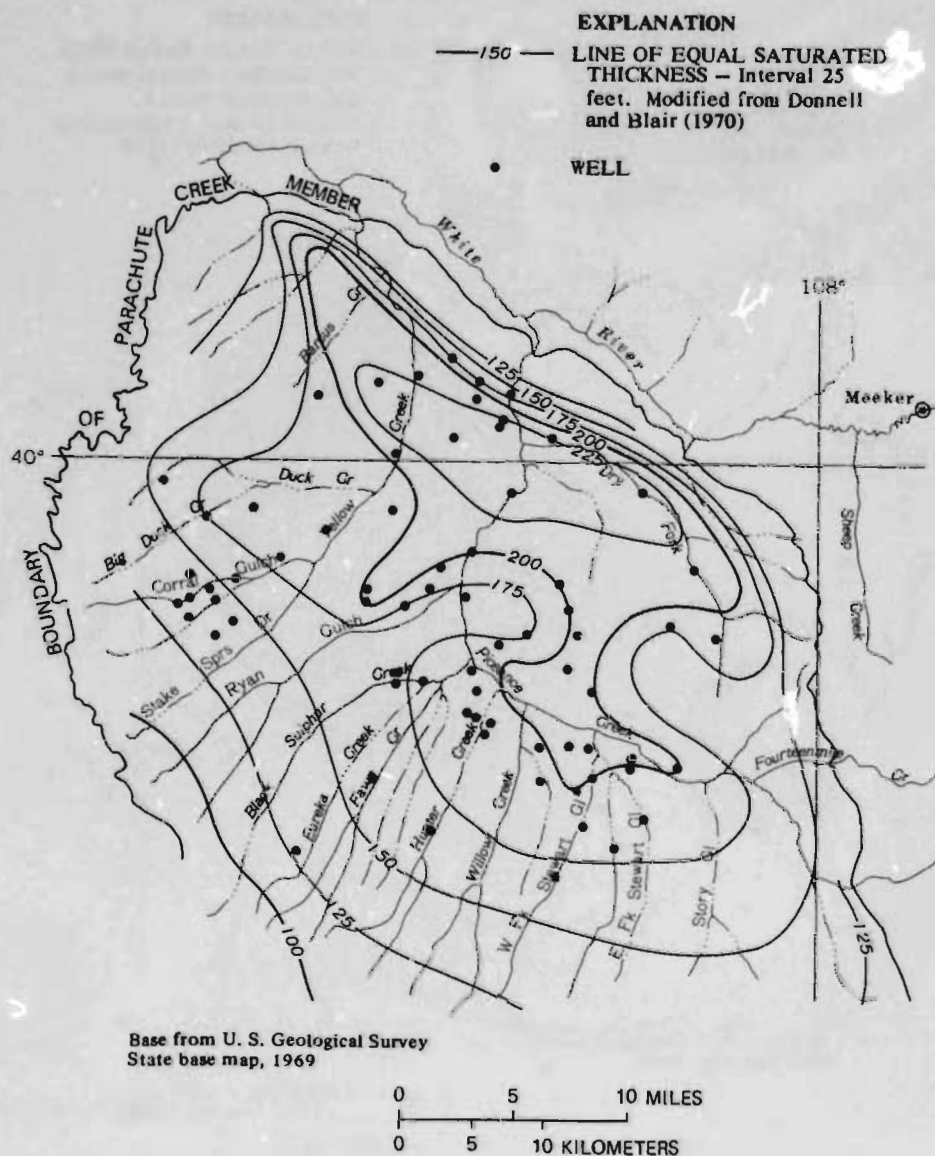 EXPLANATION
—150— LINE OF EQUAL SATURATED
THICKNESS – Interval 25
feet. Modified from Donnell
and Blair (1970)
• WELL
BOUNDARY OF PARACHUTE CREEK MEMBER
White River
108°
Meeker
40°
Creek
Duck Cr
Big Duck Cr
Corral Gulch
Stake Sprs Cr
Ryan Gulch
Yellow
Dry Fork
Sheep Creek
125
150
175
200
225
200
175
Piceance Creek
Black Sulphur Creek
Eureka Creek
Fawn Cr
Hunter Creek
Willow Creek
W Fk Stewart Gl
E Fk Stewart Gl
Story Gl
Fourteenmile Cr
150
125
100
125
Base from U. S. Geological Survey
State base map, 1969
0 5 10 MILES
0 5 10 KILOMETERS